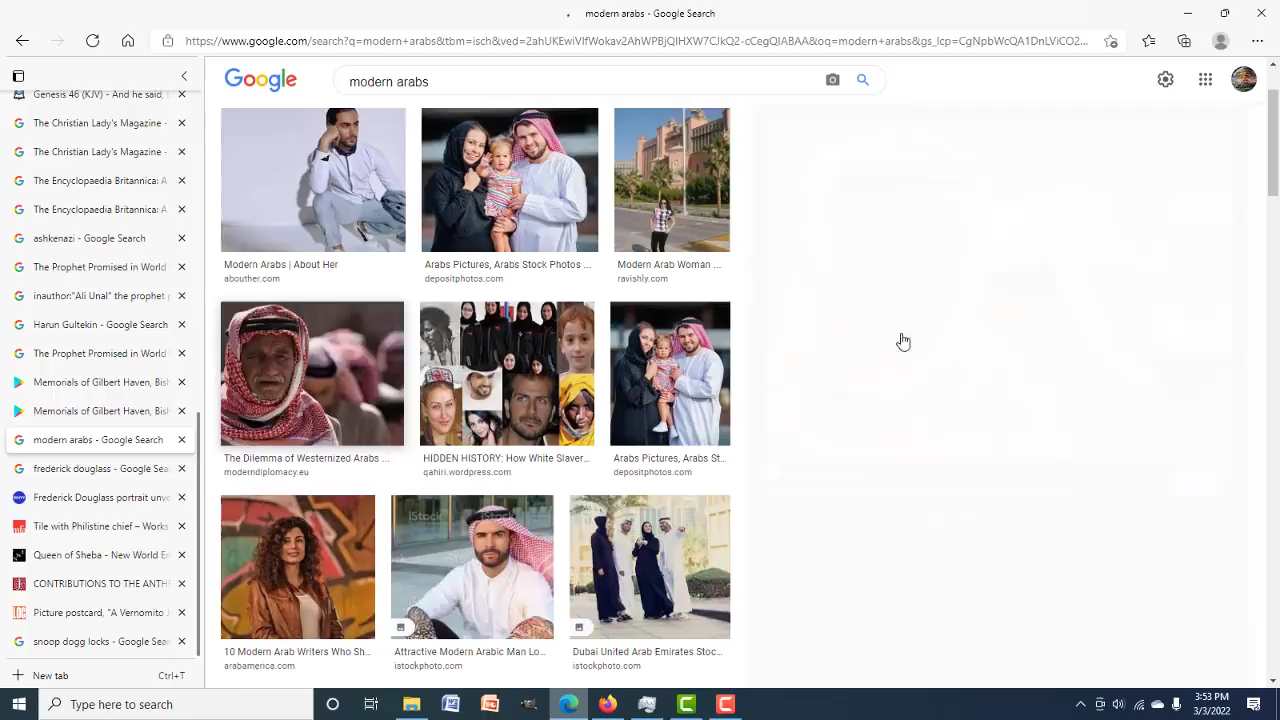 modern arabs - Google Search
https://www.google.com/search?q=modern+arabs&tbm=isch&ved=2ahUKEwiVlfWokav2AhWPBjQIHXW7CJkQ2-cCegQIABAA&oq=modern+arabs&gs_lcp=CgNpbWcQA1DnLViCO2...
Genesis 46 (KJV) - And he sai
The Christian Lady's Magazine -
The Christian Lady's Magazine -
The Encyclopaedia Britannica: A
The Encyclopaedia Britannica: A
ashkenazi - Google Search
The Prophet Promised in World
inauthor:"Ali Unal" the prophet p
Harun Gultekin - Google Search
The Prophet Promised in World
Memorials of Gilbert Haven, Bish
Memorials of Gilbert Haven, Bish
modern arabs - Google Search
frederick douglass - Google Sear
Frederick Douglass portrait unve
Tile with Philistine chief – Works
Queen of Sheba - New World En
CONTRIBUTIONS TO THE ANTH
Picture postcard, "A Vernomito J
snoop dogg locks - Google Sear
New tab
Ctrl+T
Google
modern arabs
Modern Arabs | About Her
abouther.com
Arabs Pictures, Arabs Stock Photos ...
depositphotos.com
Modern Arab Woman ...
ravishly.com
The Dilemma of Westernized Arabs ...
moderndiplomacy.eu
HIDDEN HISTORY: How White Slaver...
qahiri.wordpress.com
Arabs Pictures, Arabs St...
depositphotos.com
iStock
iStock
10 Modern Arab Writers Who Sh...
arabamerica.com
Attractive Modern Arabic Man Lo...
istockphoto.com
Dubai United Arab Emirates Stoc...
istockphoto.com
Type here to search
3:53 PM
3/3/2022